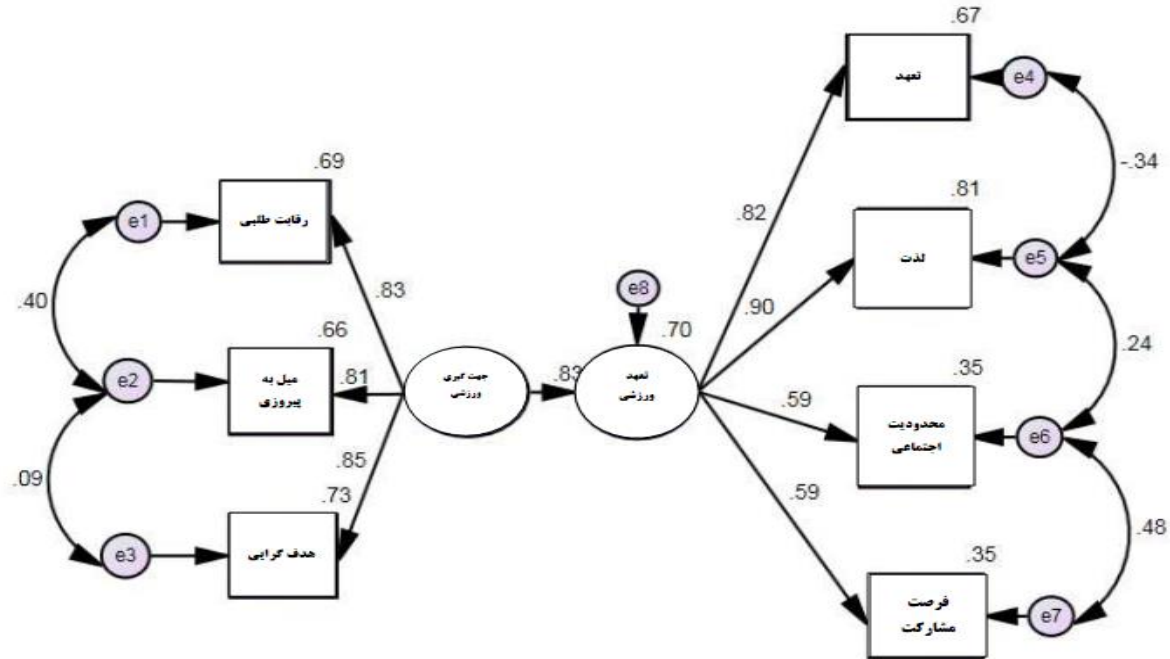 .67
تعهد
e4
-.34
.69
رقابت طلبی
e1
.81
.82
لذت
e5
.83
e8
.40
.90
.70
.66
.24
e2
میل به
پیروزی
.81
جهت گیری
ورزشی
.83
تعهد
ورزشی
.35
.59
محدودیت
اجتماعی
e6
.85
.09
.73
.59
هدف گرایی
e3
.48
.35
فرصت
مشارکت
e7